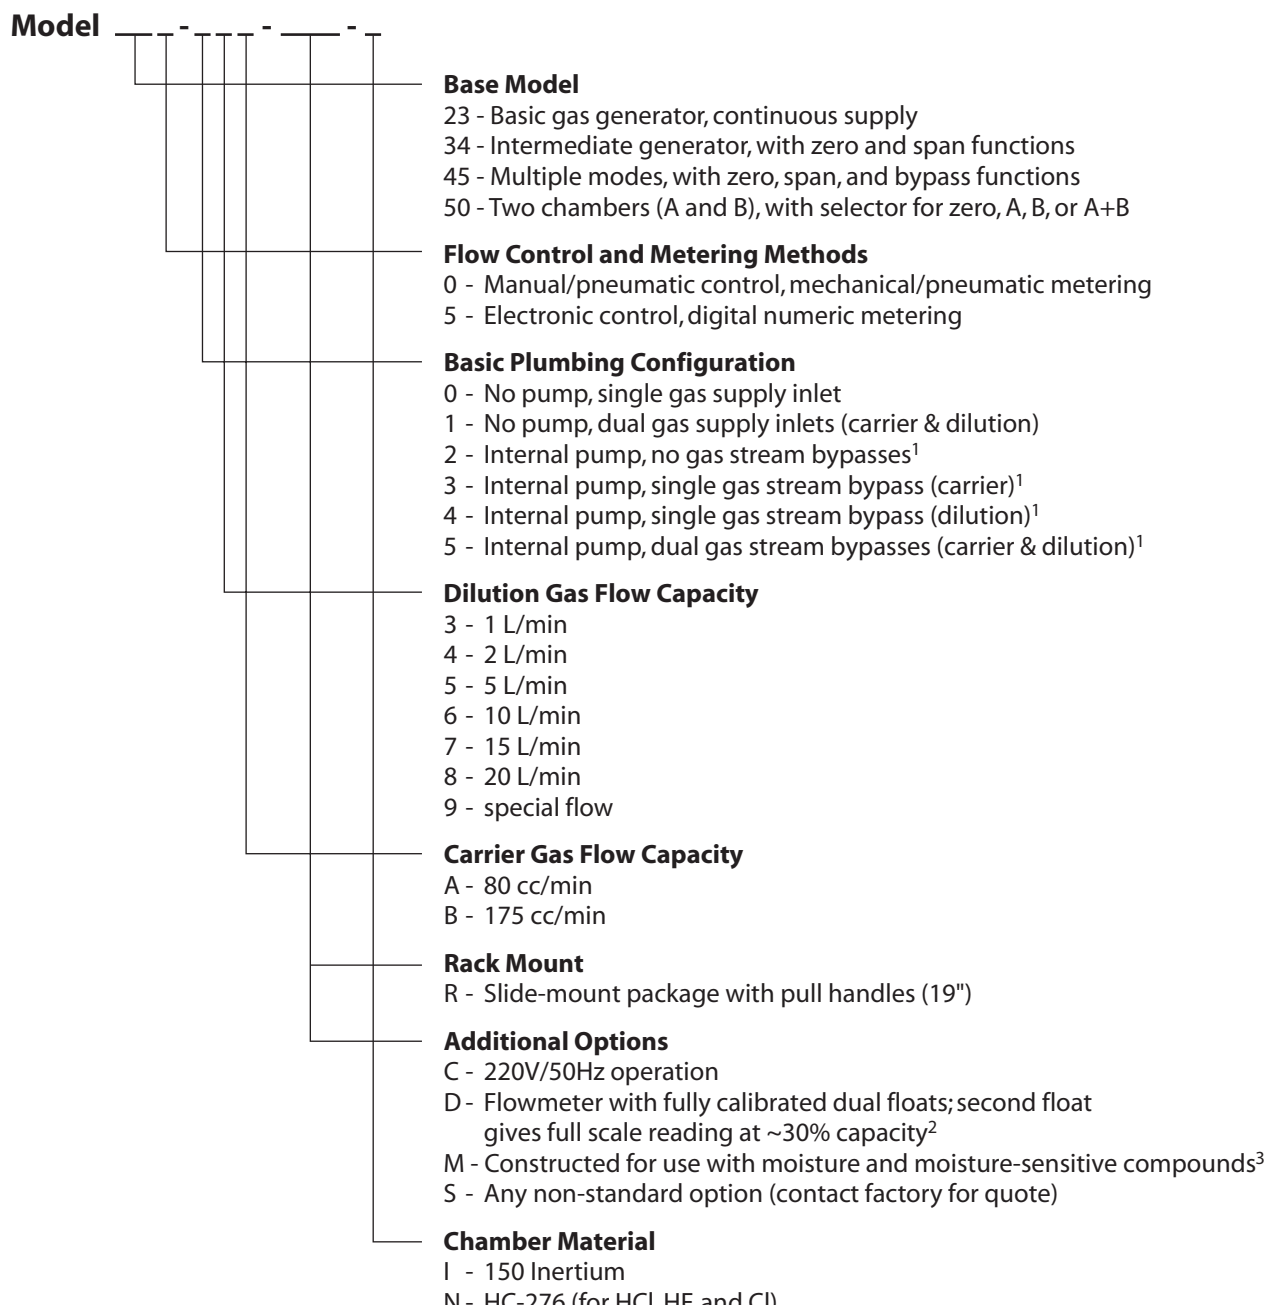 Model __ _ - _ _ _ - ___ - _
Base Model
23 - Basic gas generator, continuous supply
34 - Intermediate generator, with zero and span functions
45 - Multiple modes, with zero, span, and bypass functions
50 - Two chambers (A and B), with selector for zero, A, B, or A+B
Flow Control and Metering Methods
0 - Manual/pneumatic control, mechanical/pneumatic metering
5 - Electronic control, digital numeric metering
Basic Plumbing Configuration
0 - No pump, single gas supply inlet
1 - No pump, dual gas supply inlets (carrier & dilution)
2 - Internal pump, no gas stream bypasses¹
3 - Internal pump, single gas stream bypass (carrier)¹
4 - Internal pump, single gas stream bypass (dilution)¹
5 - Internal pump, dual gas stream bypasses (carrier & dilution)¹
Dilution Gas Flow Capacity
3 - 1 L/min
4 - 2 L/min
5 - 5 L/min
6 - 10 L/min
7 - 15 L/min
8 - 20 L/min
9 - special flow
Carrier Gas Flow Capacity
A - 80 cc/min
B - 175 cc/min
Rack Mount
R - Slide-mount package with pull handles (19")
Additional Options
C - 220V/50Hz operation
D - Flowmeter with fully calibrated dual floats; second float
gives full scale reading at ~30% capacity²
M - Constructed for use with moisture and moisture-sensitive compounds³
S - Any non-standard option (contact factory for quote)
Chamber Material
I - 150 Inertium
N - HC-276 (for HCl, HF, and Cl)